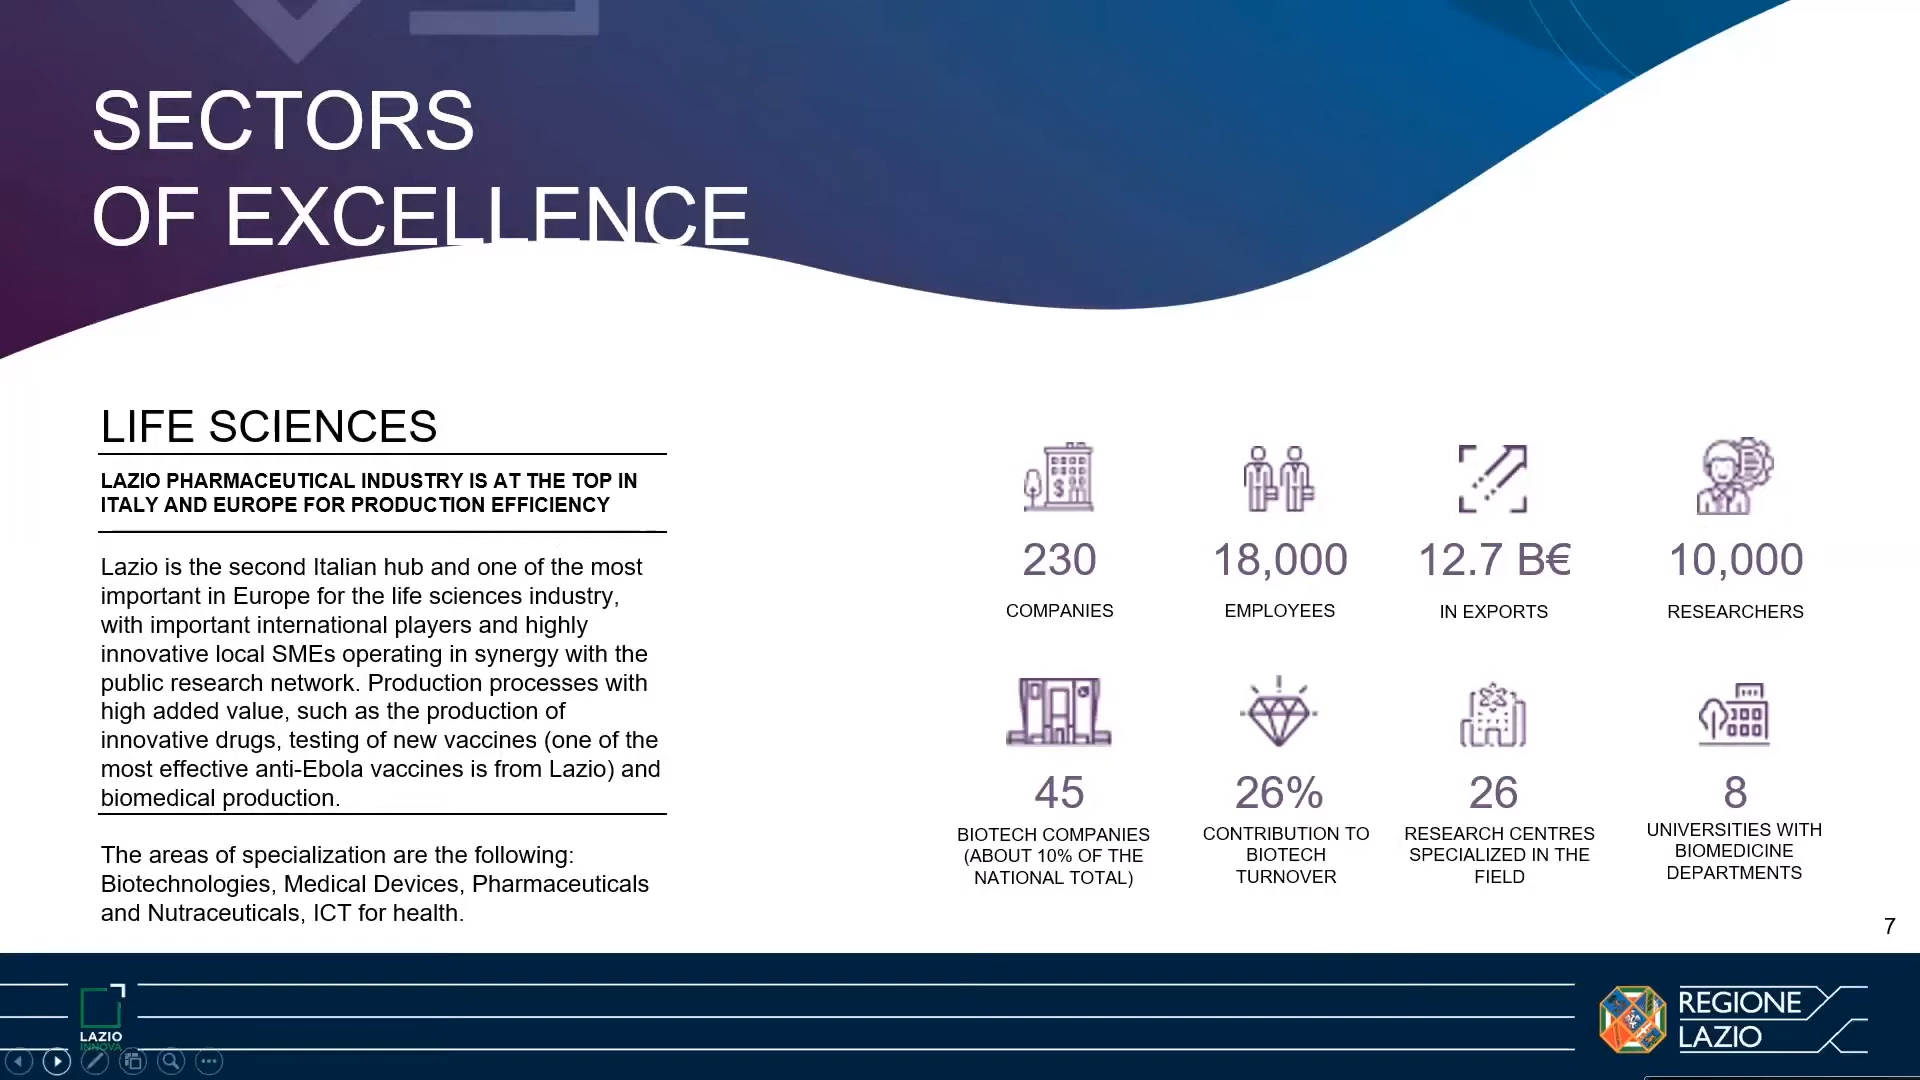 SECTORS
OF EXCELLENCE
LIFE SCIENCES
LAZIO PHARMACEUTICAL INDUSTRY IS AT THE TOP IN
ITALY AND EUROPE FOR PRODUCTION EFFICIENCY
Lazio is the second Italian hub and one of the most
important in Europe for the life sciences industry,
with important international players and highly
innovative local SMEs operating in synergy with the
public research network. Production processes with
high added value, such as the production of
innovative drugs, testing of new vaccines (one of the
most effective anti-Ebola vaccines is from Lazio) and
biomedical production.
The areas of specialization are the following:
Biotechnologies, Medical Devices, Pharmaceuticals
and Nutraceuticals, ICT for health.
230
COMPANIES
18,000
EMPLOYEES
12.7 B€
IN EXPORTS
10,000
RESEARCHERS
45
BIOTECH COMPANIES
(ABOUT 10% OF THE
NATIONAL TOTAL)
26%
CONTRIBUTION TO
BIOTECH
TURNOVER
26
RESEARCH CENTRES
SPECIALIZED IN THE
FIELD
8
UNIVERSITIES WITH
BIOMEDICINE
DEPARTMENTS
7
LAZIO
INNOVA
REGIONE
LAZIO